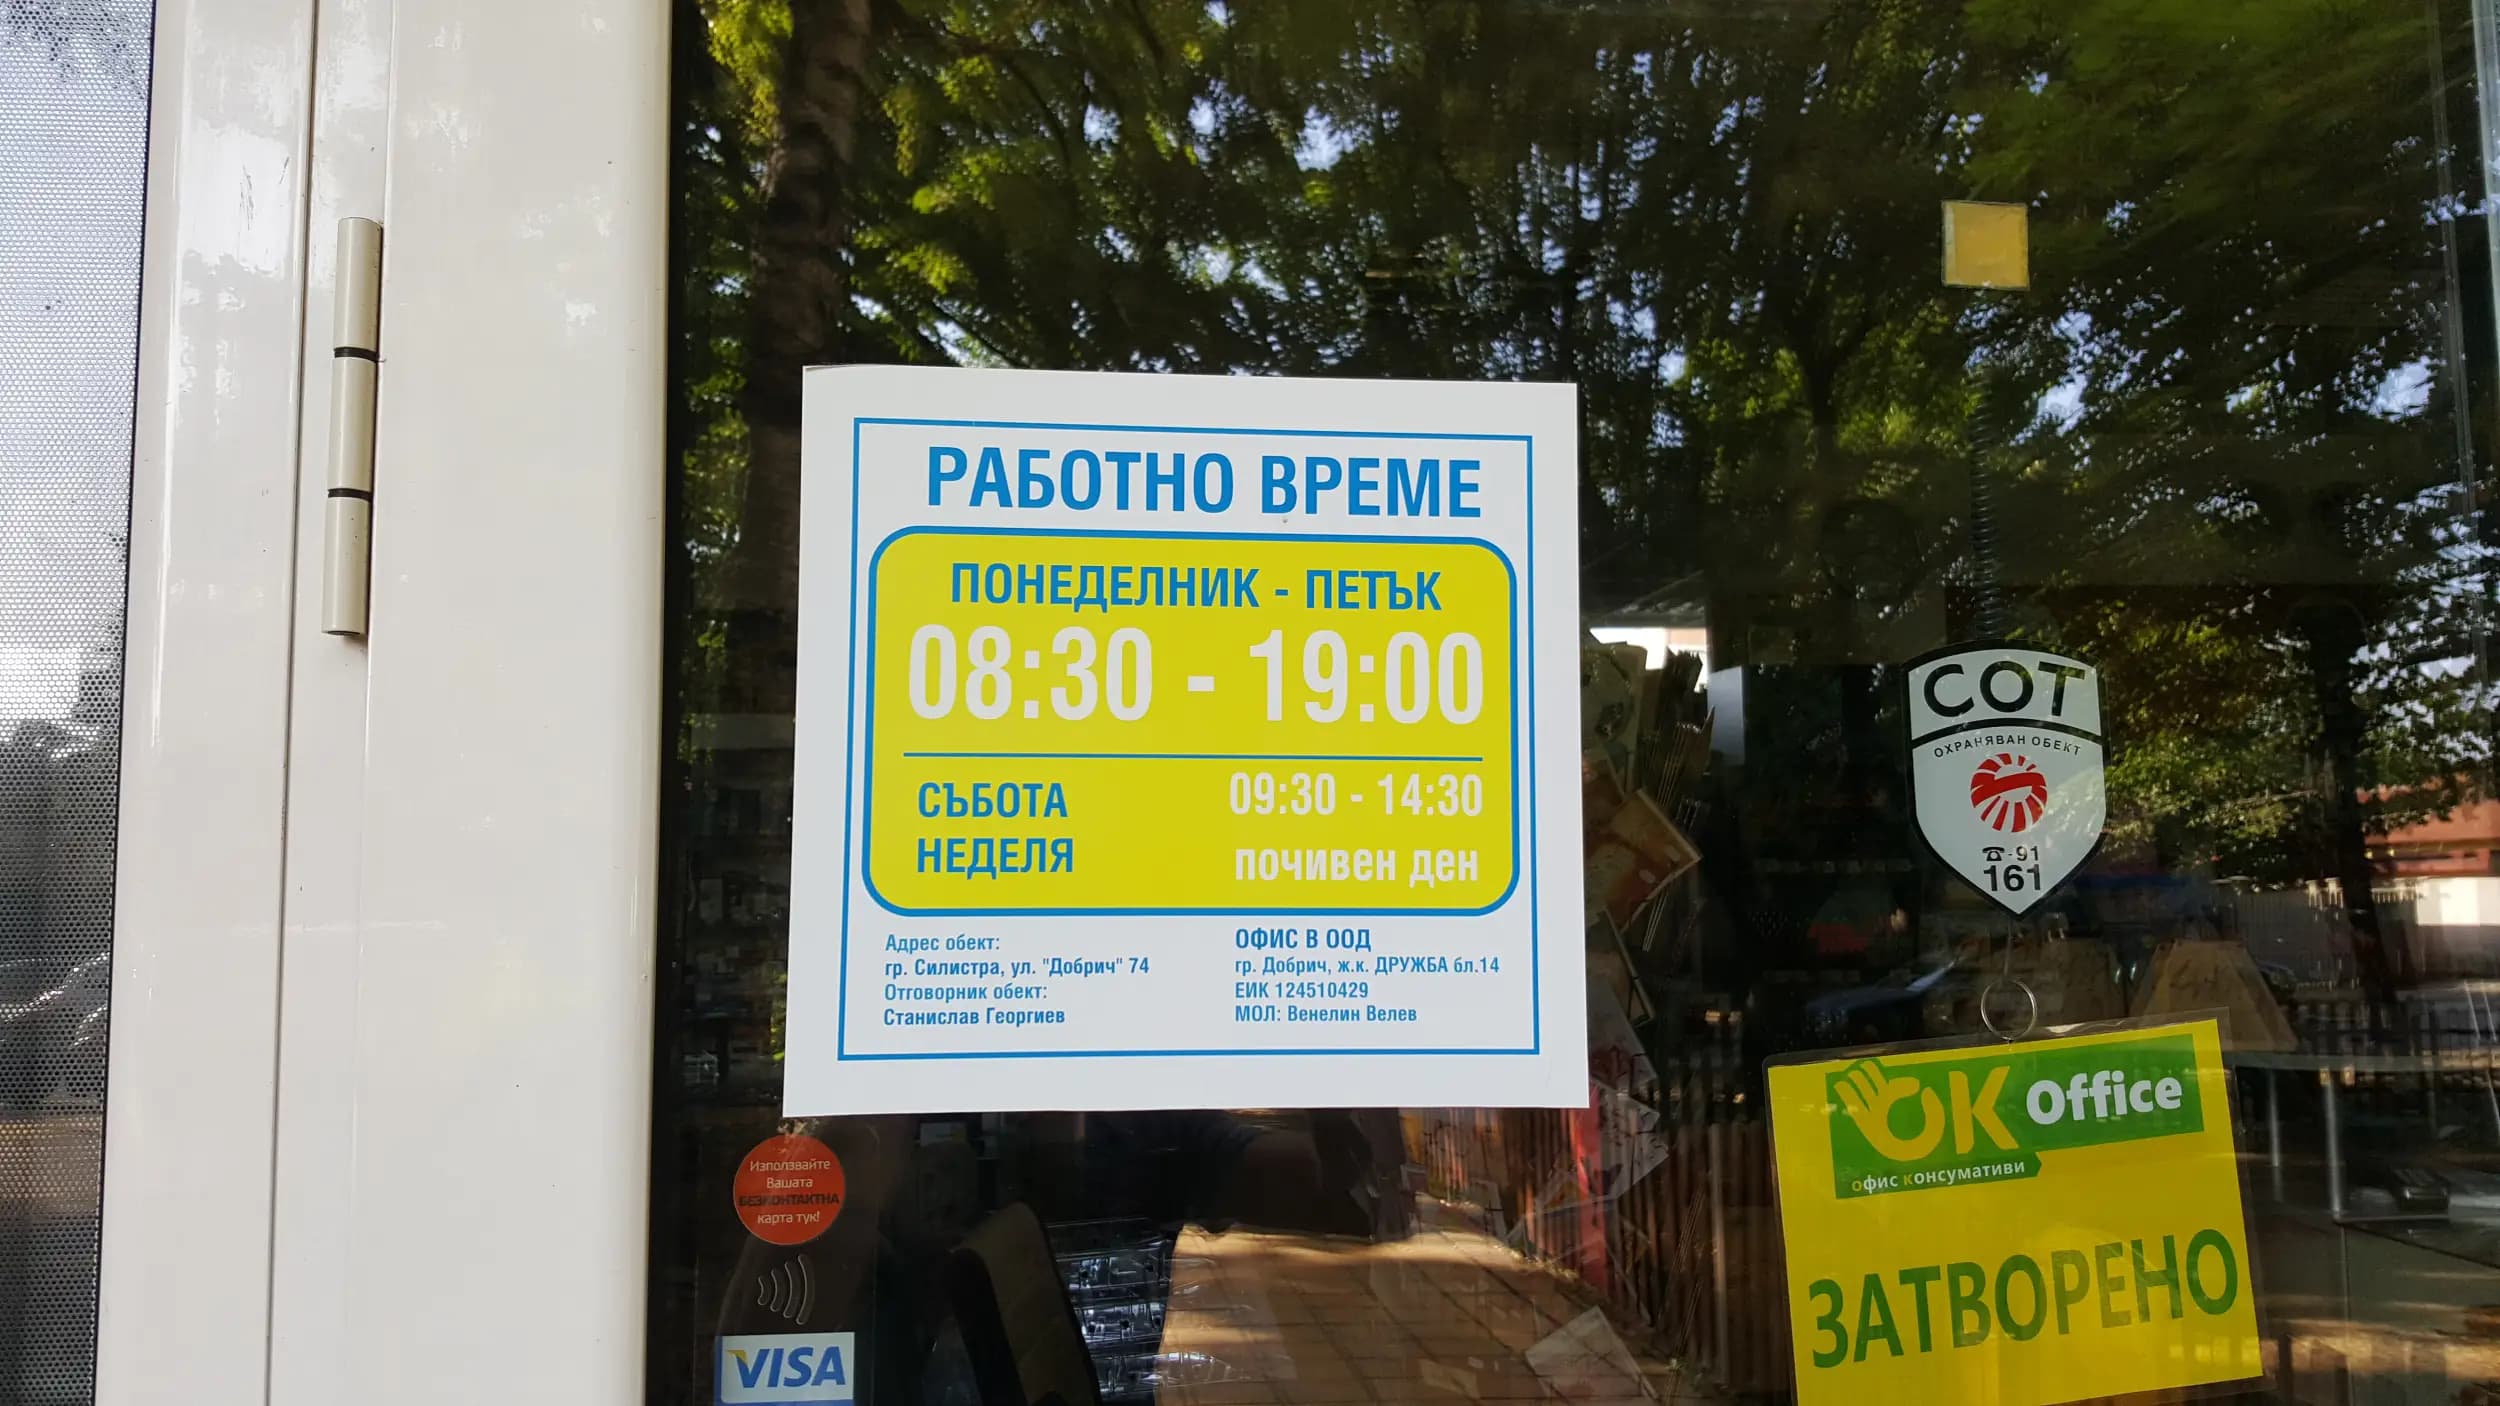 РАБОТНО ВРЕМЕ
ПОНЕДЕЛНИК - ПЕТЪК
08:30 - 19:00
СЪБОТА 09:30 - 14:30
НЕДЕЛЯ почивен ден
Адрес обект:
гр. Силистра, ул. "Добрич" 74
Отговорник обект:
Станислав Георгиев
ОФИС В ООД
гр. Добрич, ж.к. ДРУЖБА бл.14
ЕИК 124510429
МОЛ: Венелин Велев
СОТ
ОХРАНЯВАН ОБЕКТ
☎-91
161
OK Office
офис консумативи
ЗАТВОРЕНО
Използвайте
Вашата
БЕЗКОНТАКТНА
карта тук!
VISA